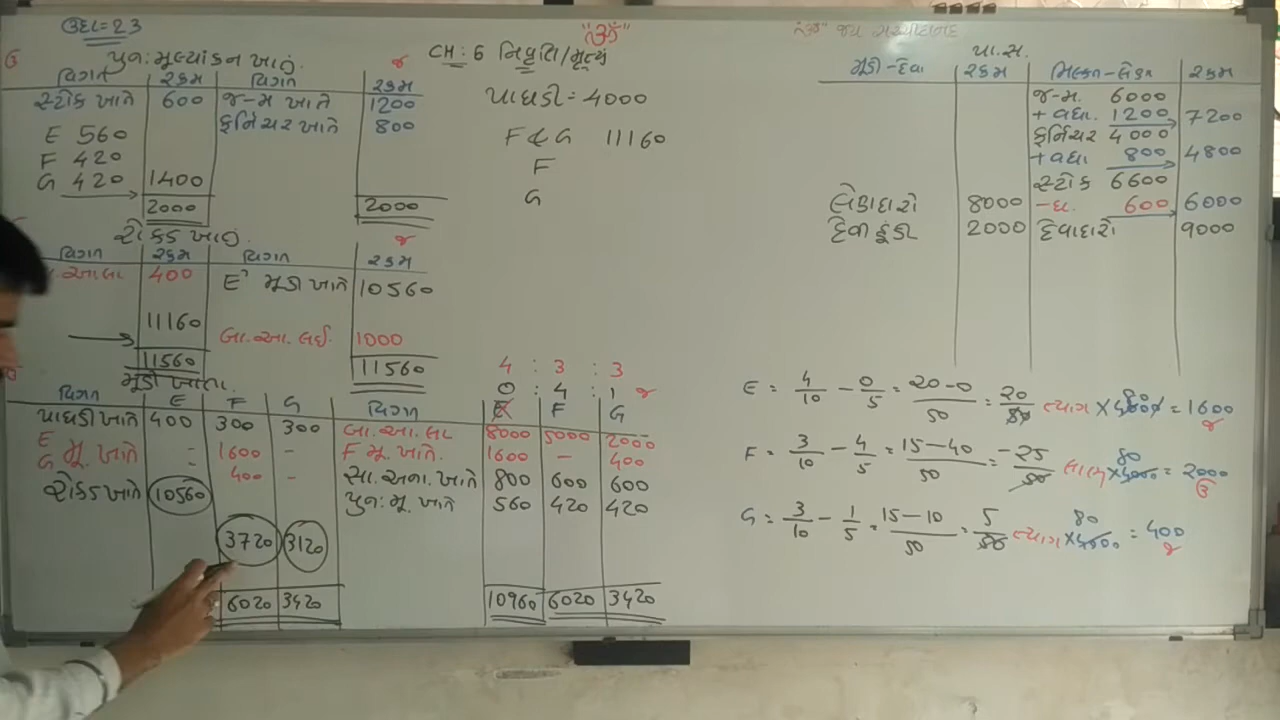 ઉદા.-23
પુન:મૂલ્યાંકન ખાતું.
ઉ જ
વિગત રકમ વિગત રકમ
સ્ટોક ખાતે 600 જ-મ ખાતે 1200
ફર્નિચર ખાતે 800
E 560
F 420
G 420 1400
2000 2000
રોકડ ખાતું. જ
વિગત રકમ વિગત રકમ
બા.આ.લા 400 E મૂડી ખાતે 10560
11160
બા.આ.લઈ. 1000
11560 11560
મૂડી ખાતા.
4 : 3 : 3
0 : 4 : 1 જ
વિગત E F G વિગત E F G
પાઘડી ખાતે 400 300 300 બા.આ.લા 8000 5000 2000
E
G મૂ. ખાતે - 1600 - F મૂ. ખાતે. 1600 - 400
- 400 - સા. અના. ખાતે 800 600 600
રોકડ ખાતે 10560 પુન: મૂ. ખાતે 560 420 420
3720 3120
6020 3420 10960 6020 3420
"ૐ"
CH : 6 નિવૃત્તિ/મૃત્યુ
પાઘડી = 4000
F & G 11160
F
G
"ૐ" જય
પા.સ.
મૂડી-દેવા રકમ મિલકત-લેણા રકમ
જ-મ. 6000
+ વધા. 1200 7200
ફર્નિચર 4000
+ વધા 800 4800
સ્ટોક 6600
લેણદારો 8000 -ઘ. 600 6000
દેવીહૂંડી 2000 દેવાદારો 9000
E = 4/10 - 0/5 = 20-0/50 = 20/50 ત્યાગ × 4000 80 = 1600 જ
F = 3/10 - 4/5 = 15-40/50 = -25/50 લાભ × 4000 80 = 2000 ઉ
G = 3/10 - 1/5 = 15-10/50 = 5/50 ત્યાગ × 4000 80 = 400 જ